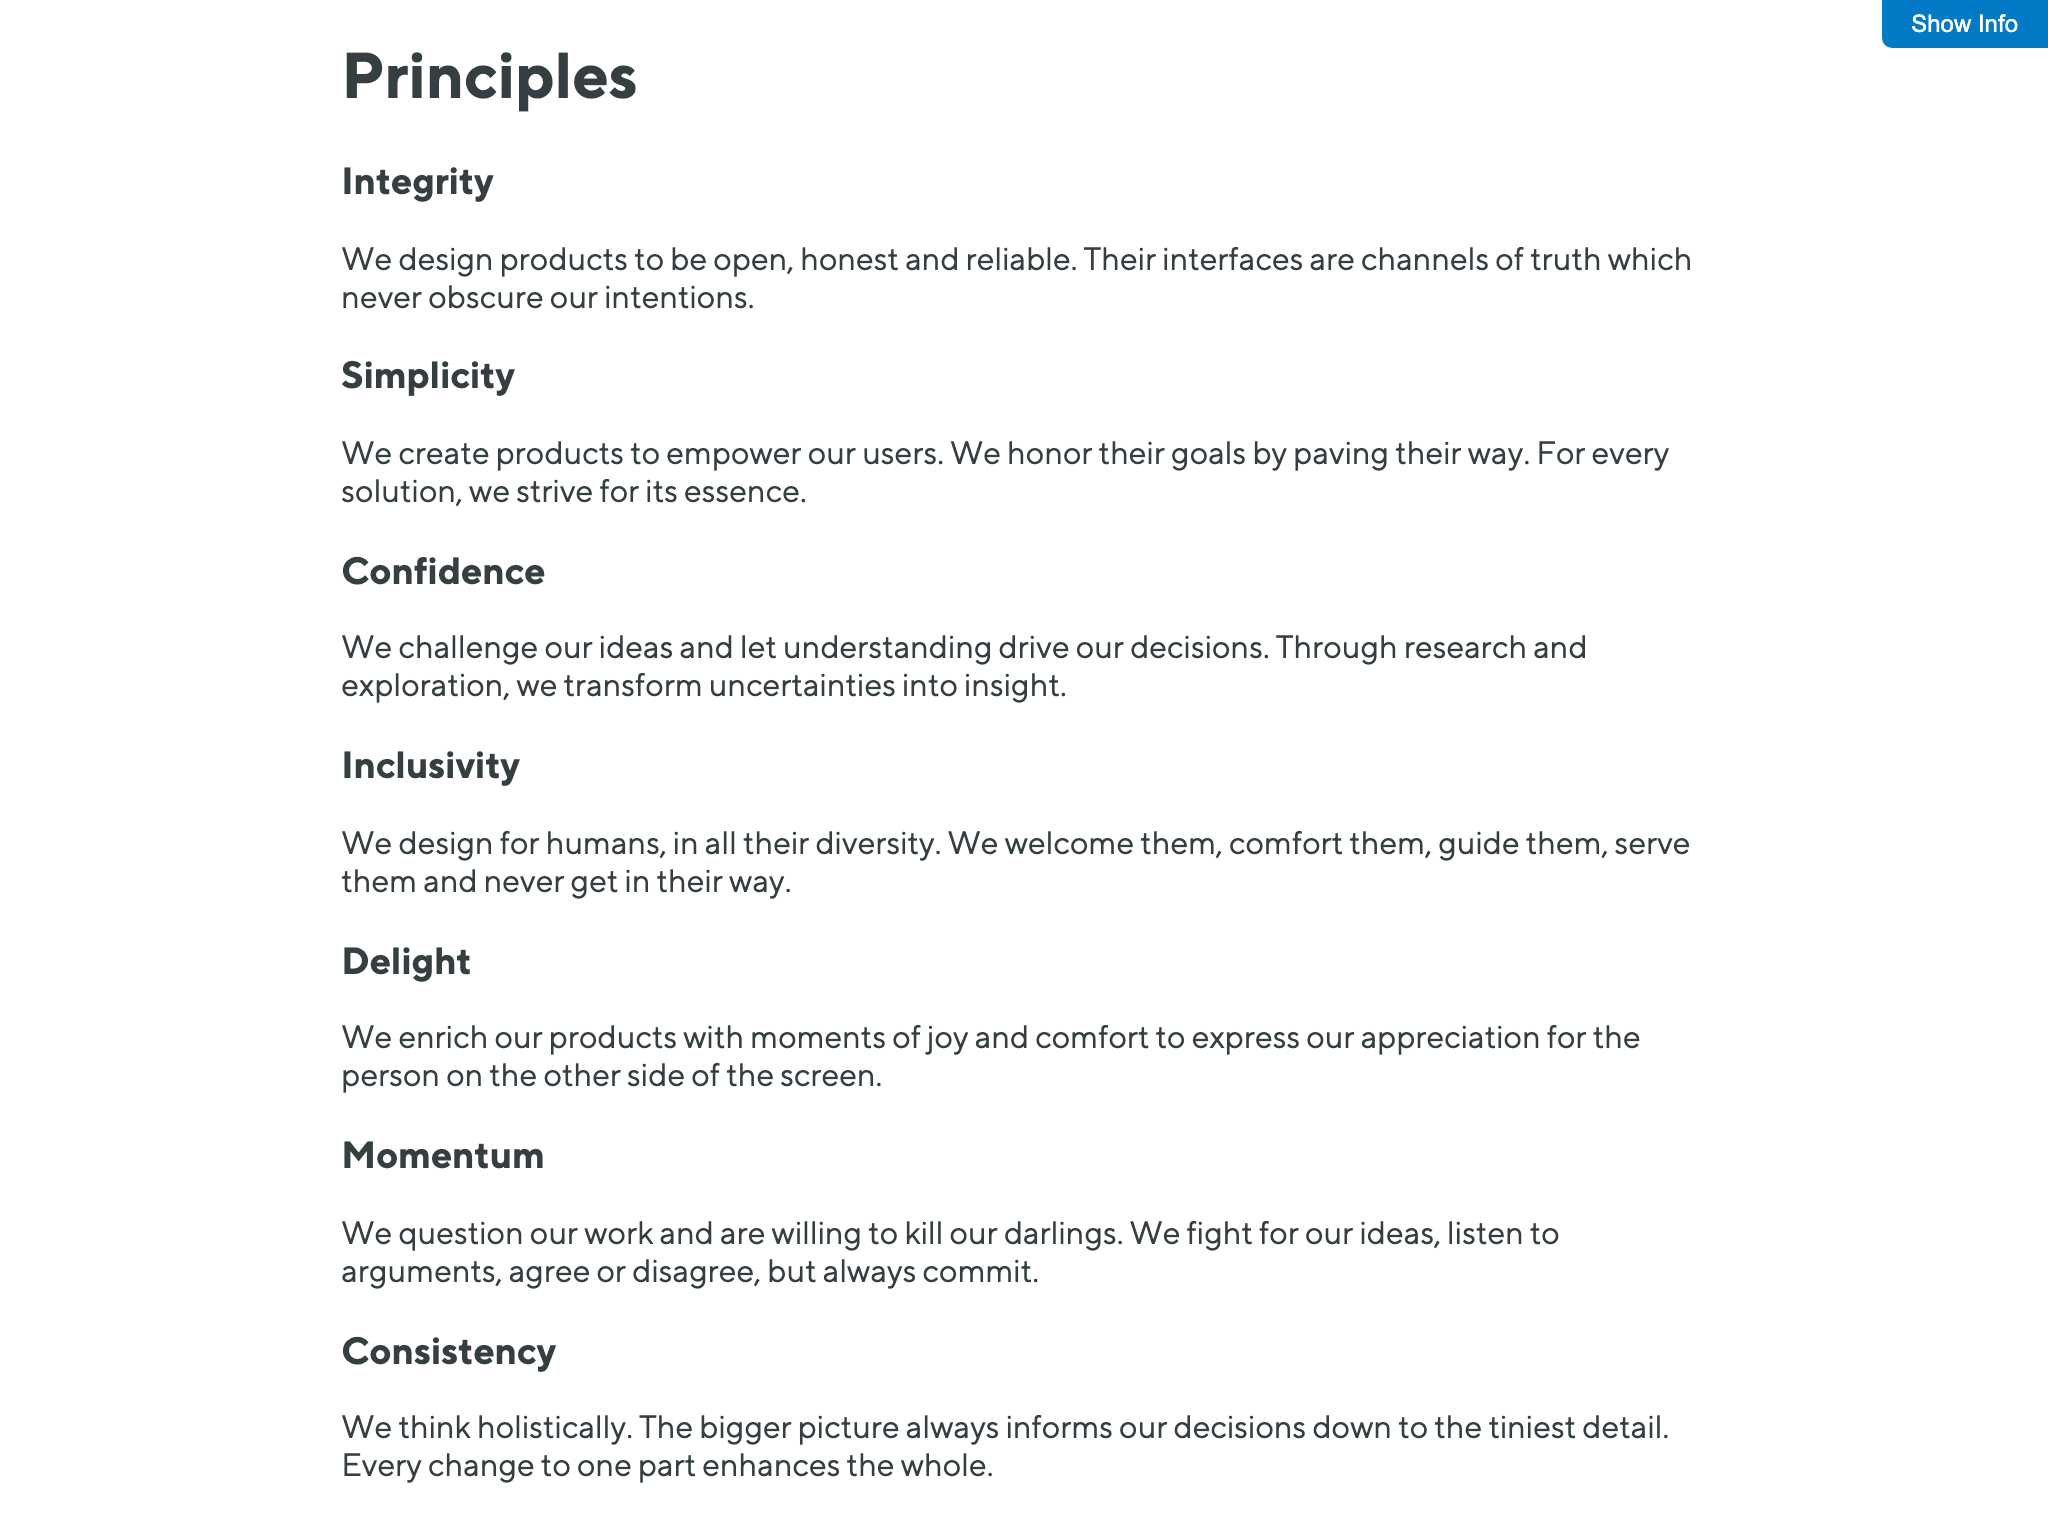 Show Info
Principles
Integrity
We design products to be open, honest and reliable. Their interfaces are channels of truth which
never obscure our intentions.
Simplicity
We create products to empower our users. We honor their goals by paving their way. For every
solution, we strive for its essence.
Confidence
We challenge our ideas and let understanding drive our decisions. Through research and
exploration, we transform uncertainties into insight.
Inclusivity
We design for humans, in all their diversity. We welcome them, comfort them, guide them, serve
them and never get in their way.
Delight
We enrich our products with moments of joy and comfort to express our appreciation for the
person on the other side of the screen.
Momentum
We question our work and are willing to kill our darlings. We fight for our ideas, listen to
arguments, agree or disagree, but always commit.
Consistency
We think holistically. The bigger picture always informs our decisions down to the tiniest detail.
Every change to one part enhances the whole.